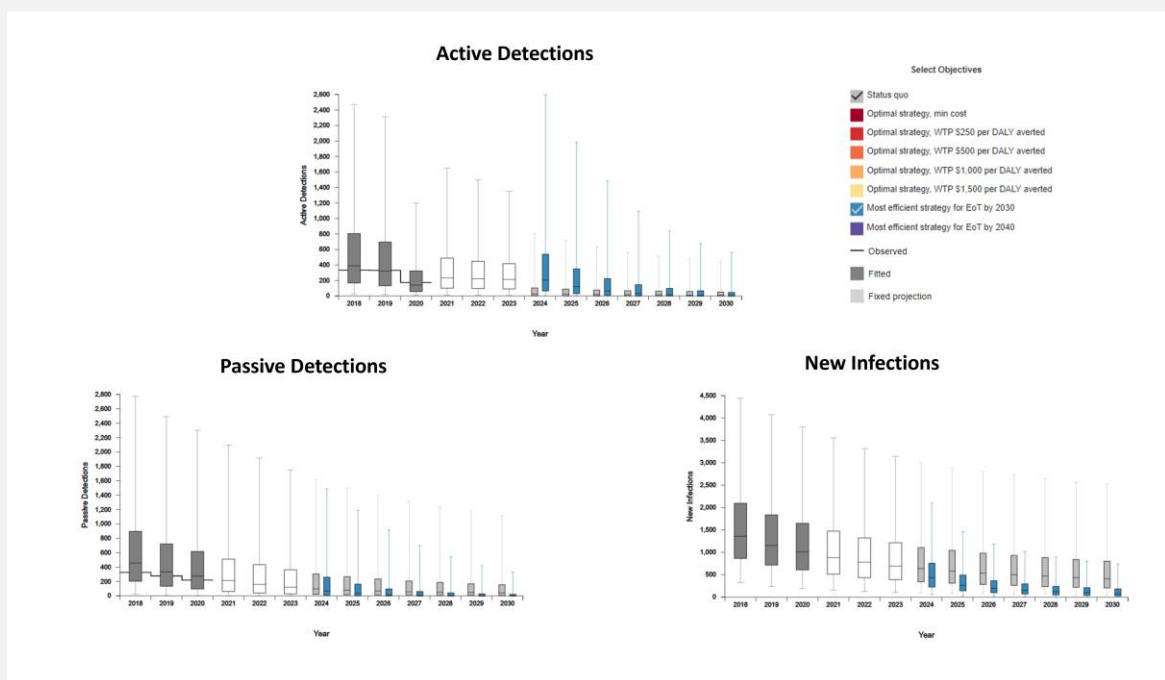 Active Detections
2,600
2,400
2,200
2,000
1,800
1,600
1,400
1,200
1,000
800
600
400
200
0
Active Detections
2018 2019 2020 2021 2022 2023 2024 2025 2026 2027 2028 2029 2030
Year
Select Objectives
Status quo
Optimal strategy, min cost
Optimal strategy, WTP $250 per DALY averted
Optimal strategy, WTP $500 per DALY averted
Optimal strategy, WTP $1,000 per DALY averted
Optimal strategy, WTP $1,500 per DALY averted
Most efficient strategy for EoT by 2030
Most efficient strategy for EoT by 2040
Observed
Fitted
Fixed projection
Passive Detections
2,800
2,600
2,400
2,200
2,000
1,800
1,600
1,400
1,200
1,000
800
600
400
200
0
Passive Detections
2018 2019 2020 2021 2022 2023 2024 2025 2026 2027 2028 2029 2030
Year
New Infections
4,500
4,000
3,500
3,000
2,500
2,000
1,500
1,000
500
0
New Infections
2018 2019 2020 2021 2022 2023 2024 2025 2026 2027 2028 2029 2030
Year